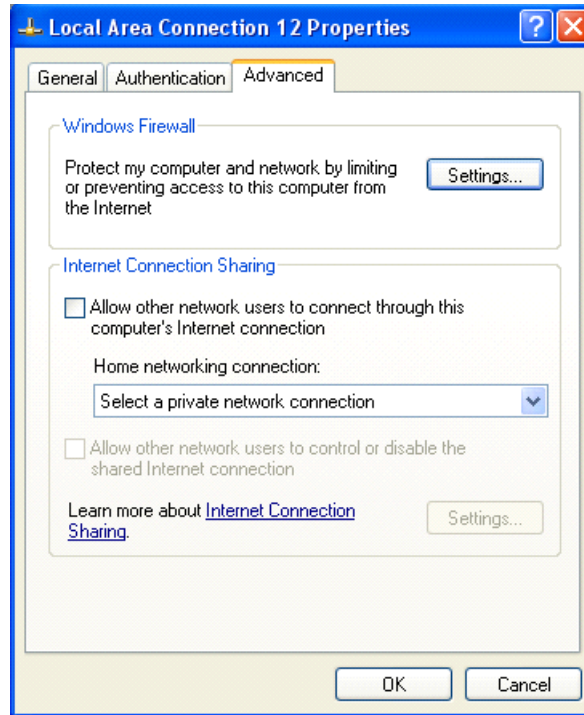 Local Area Connection 12 Properties
General
Authentication
Advanced
Windows Firewall
Protect my computer and network by limiting
or preventing access to this computer from
the Internet
Settings...
Internet Connection Sharing
Allow other network users to connect through this
computer's Internet connection
Home networking connection:
Select a private network connection
Allow other network users to control or disable the
shared Internet connection
Learn more about Internet Connection
Sharing.
Settings...
OK
Cancel